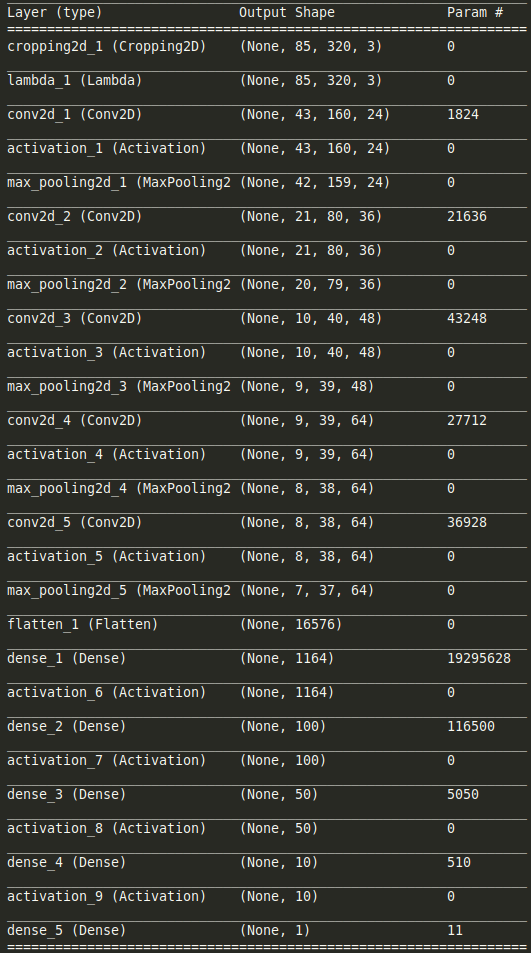 Layer (type) Output Shape Param #
=================================================================
cropping2d_1 (Cropping2D) (None, 85, 320, 3) 0
lambda_1 (Lambda) (None, 85, 320, 3) 0
conv2d_1 (Conv2D) (None, 43, 160, 24) 1824
activation_1 (Activation) (None, 43, 160, 24) 0
max_pooling2d_1 (MaxPooling2 (None, 42, 159, 24) 0
conv2d_2 (Conv2D) (None, 21, 80, 36) 21636
activation_2 (Activation) (None, 21, 80, 36) 0
max_pooling2d_2 (MaxPooling2 (None, 20, 79, 36) 0
conv2d_3 (Conv2D) (None, 10, 40, 48) 43248
activation_3 (Activation) (None, 10, 40, 48) 0
max_pooling2d_3 (MaxPooling2 (None, 9, 39, 48) 0
conv2d_4 (Conv2D) (None, 9, 39, 64) 27712
activation_4 (Activation) (None, 9, 39, 64) 0
max_pooling2d_4 (MaxPooling2 (None, 8, 38, 64) 0
conv2d_5 (Conv2D) (None, 8, 38, 64) 36928
activation_5 (Activation) (None, 8, 38, 64) 0
max_pooling2d_5 (MaxPooling2 (None, 7, 37, 64) 0
flatten_1 (Flatten) (None, 16576) 0
dense_1 (Dense) (None, 1164) 19295628
activation_6 (Activation) (None, 1164) 0
dense_2 (Dense) (None, 100) 116500
activation_7 (Activation) (None, 100) 0
dense_3 (Dense) (None, 50) 5050
activation_8 (Activation) (None, 50) 0
dense_4 (Dense) (None, 10) 510
activation_9 (Activation) (None, 10) 0
dense_5 (Dense) (None, 1) 11
=================================================================